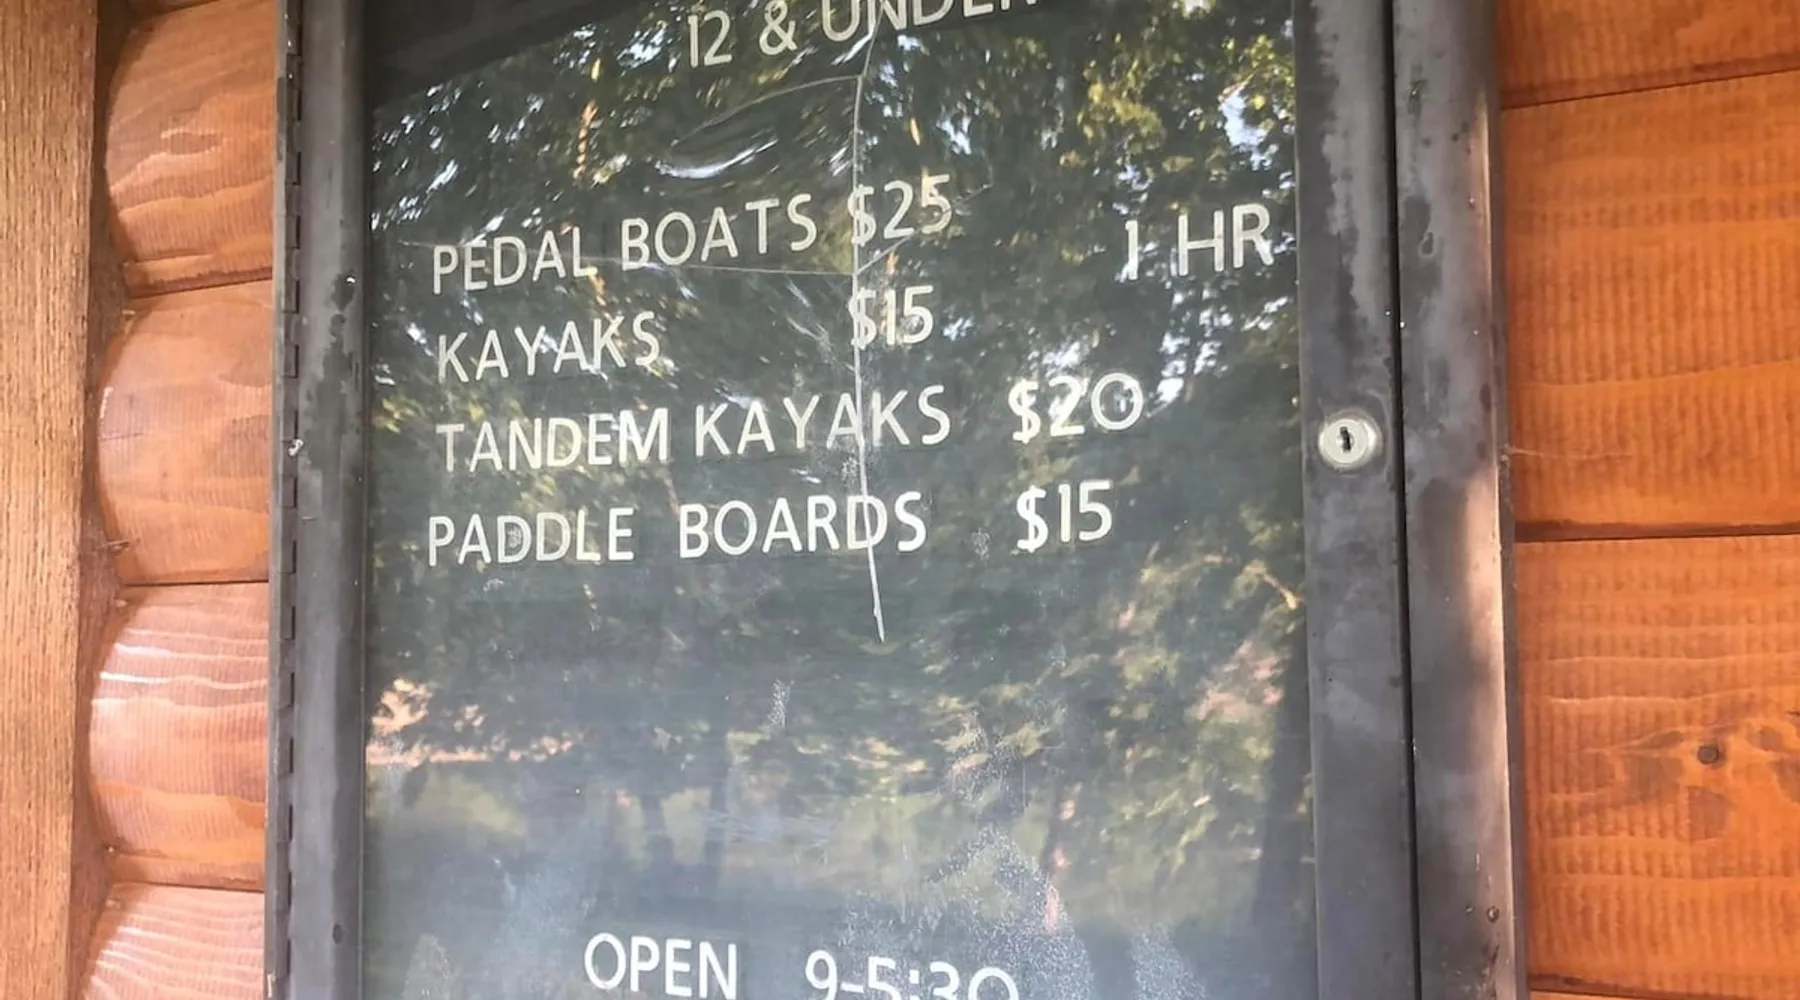 12 & UNDER
PEDAL BOATS $25 1 HR
KAYAKS $15
TANDEM KAYAKS $20
PADDLE BOARDS $15
OPEN 9-5:30